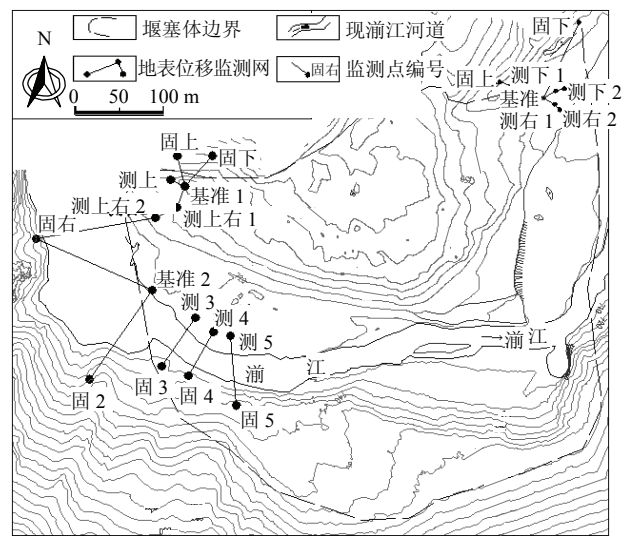 堰塞体边界
现湔江河道
N
地表位移监测网
固右
监测点编号
0 50 100 m
固下
固上
测下 1
基准
测下 2
测右 1
测右 2
固上
固下
测上
基准 1
测上右 2
测上右 1
固右
基准 2
测 3
测 4
测 5
湔 江
湔
江
固 3
固 4
固 2
固 5